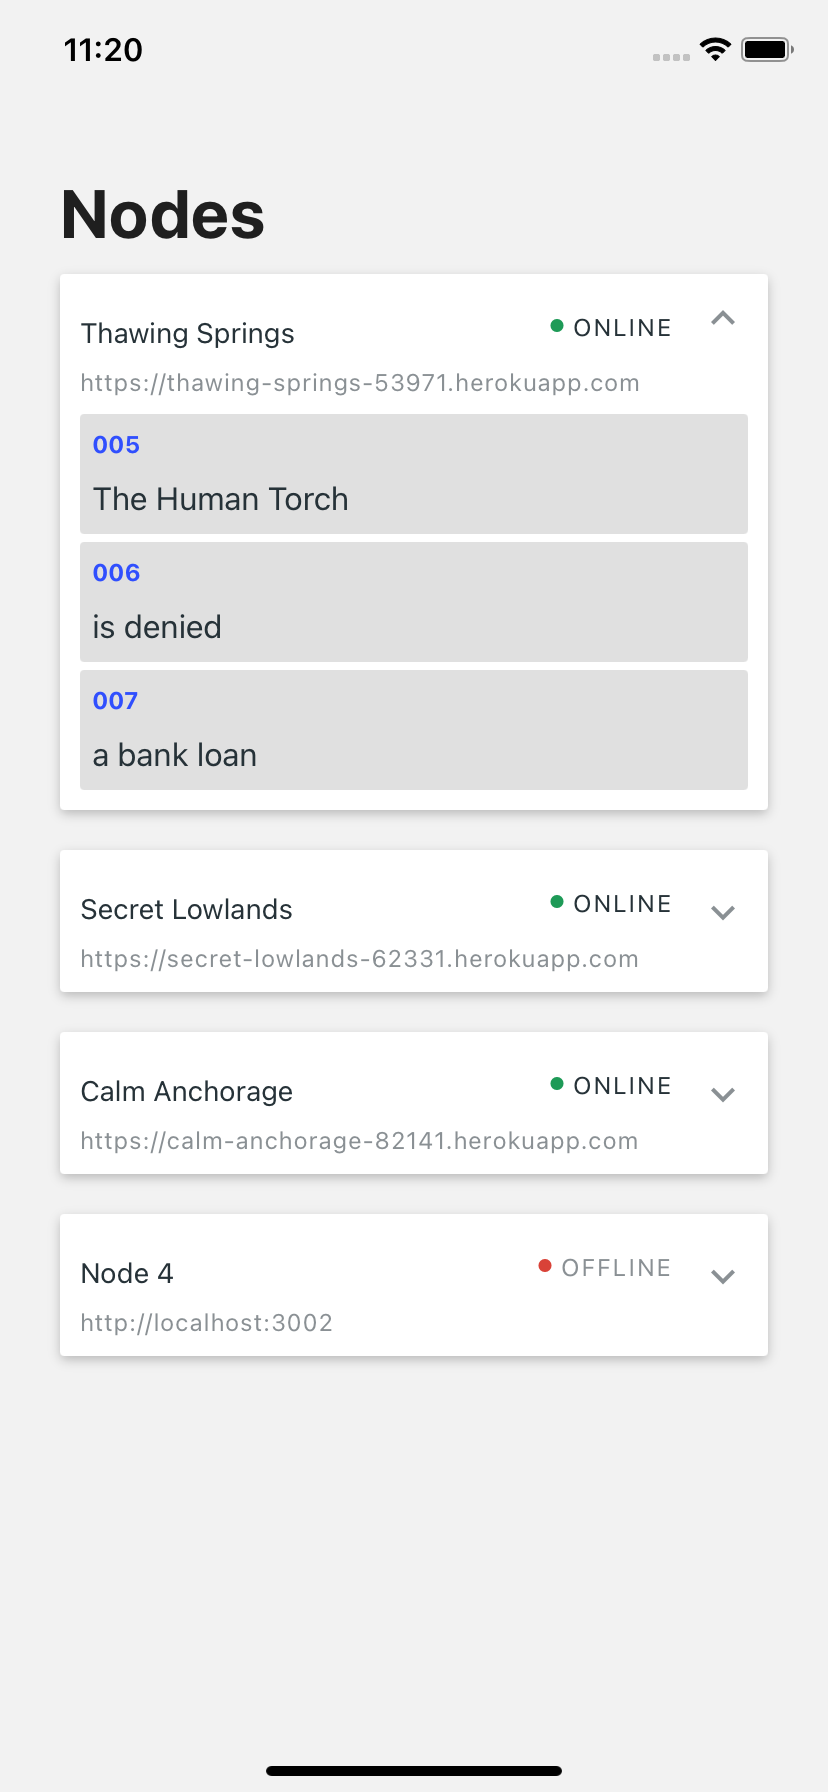 11:20
Nodes
Thawing Springs
ONLINE
https://thawing-springs-53971.herokuapp.com
005
The Human Torch
006
is denied
007
a bank loan
Secret Lowlands
ONLINE
https://secret-lowlands-62331.herokuapp.com
Calm Anchorage
ONLINE
https://calm-anchorage-82141.herokuapp.com
Node 4
OFFLINE
http://localhost:3002